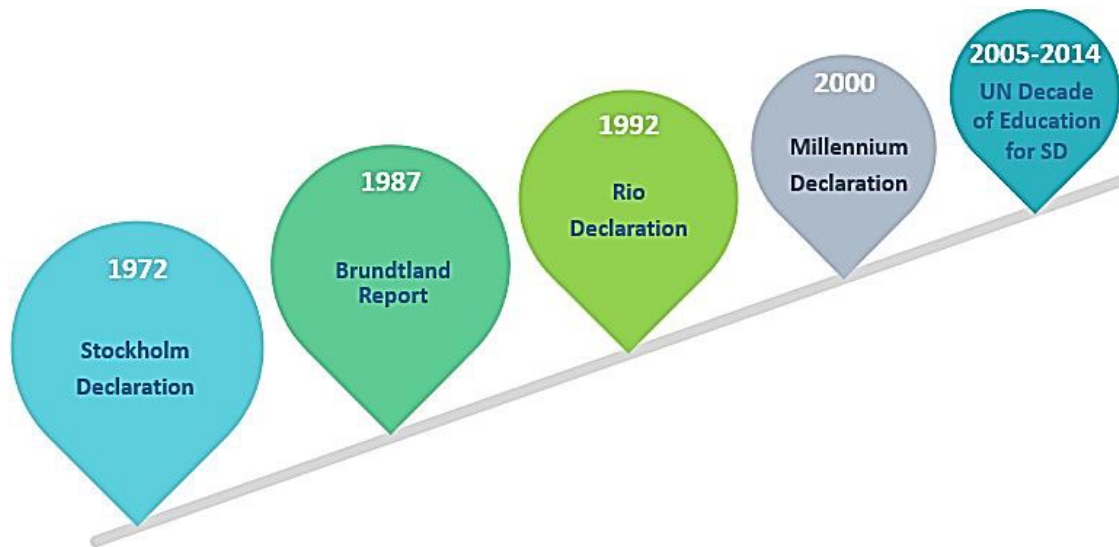 1972
Stockholm
Declaration
1987
Brundtland
Report
1992
Rio
Declaration
2000
Millennium
Declaration
2005-2014
UN Decade
of Education
for SD